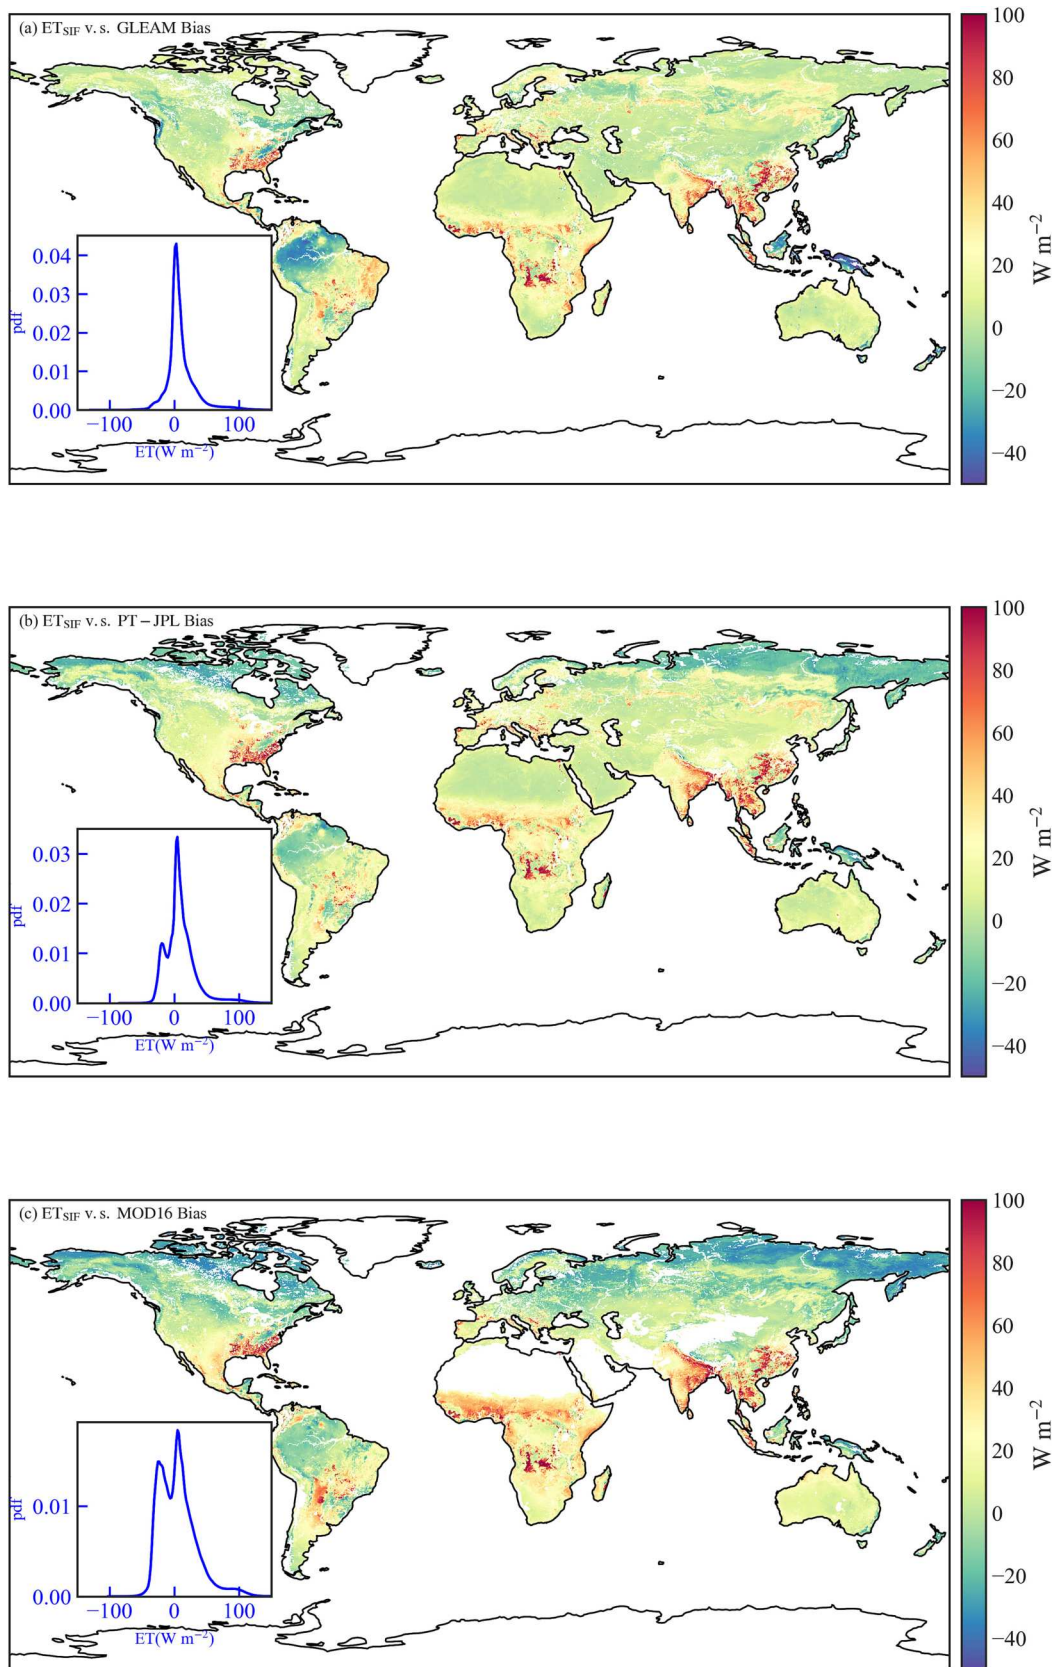 (a) ET_SIF v.s. GLEAM Bias
100
80
60
40
20
0
−20
−40
W m⁻²
0.04
0.03
0.02
0.01
0.00
pdf
−100 0 100
ET(W m⁻²)
(b) ET_SIF v.s. PT−JPL Bias
100
80
60
40
20
0
−20
−40
W m⁻²
0.03
0.02
0.01
0.00
pdf
−100 0 100
ET(W m⁻²)
(c) ET_SIF v.s. MOD16 Bias
100
80
60
40
20
0
−20
−40
W m⁻²
0.01
0.00
pdf
−100 0 100
ET(W m⁻²)